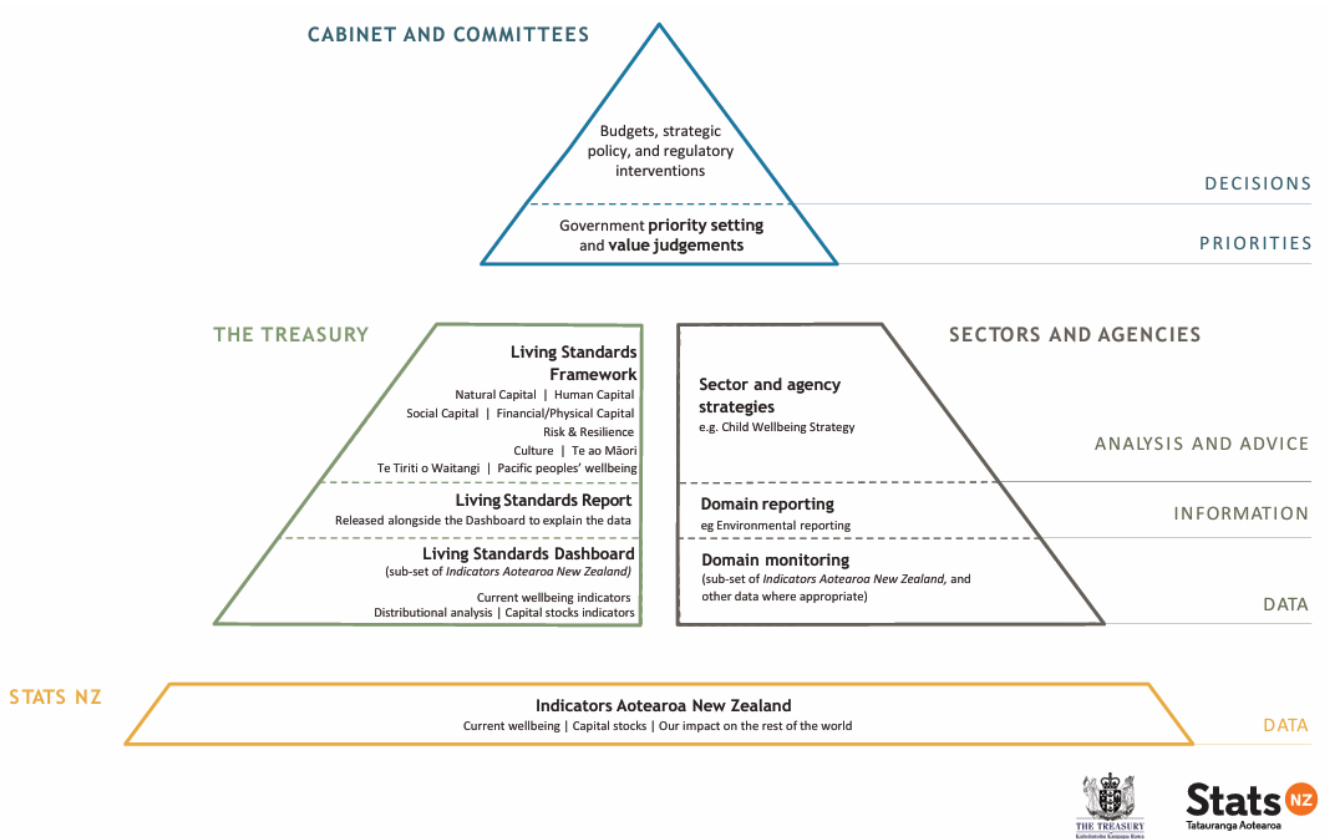 CABINET AND COMMITTEES
Budgets, strategic
policy, and regulatory
interventions
DECISIONS
Government priority setting
and value judgements
PRIORITIES
THE TREASURY
Living Standards
Framework
Natural Capital | Human Capital
Social Capital | Financial/Physical Capital
Risk & Resilience
Culture | Te ao Māori
Te Tiriti o Waitangi | Pacific peoples' wellbeing
Living Standards Report
Released alongside the Dashboard to explain the data
Living Standards Dashboard
(sub-set of Indicators Aotearoa New Zealand)
Current wellbeing indicators
Distributional analysis | Capital stocks indicators
SECTORS AND AGENCIES
Sector and agency
strategies
e.g. Child Wellbeing Strategy
ANALYSIS AND ADVICE
Domain reporting
eg Environmental reporting
INFORMATION
Domain monitoring
(sub-set of Indicators Aotearoa New Zealand, and
other data where appropriate)
DATA
STATS NZ
Indicators Aotearoa New Zealand
Current wellbeing | Capital stocks | Our impact on the rest of the world
DATA
THE TREASURY
Kaitohutohu Kaupapa Rawa
Stats NZ
Tatauranga Aotearoa